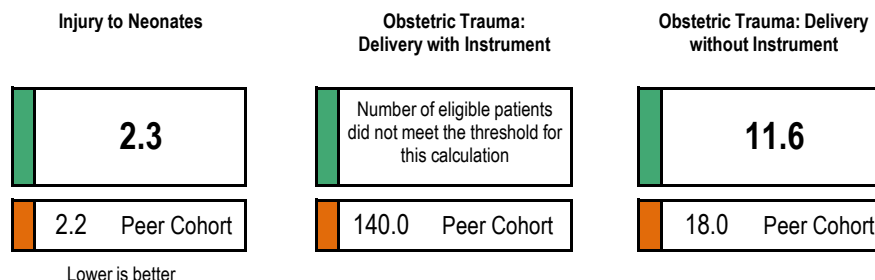 Injury to Neonates
Obstetric Trauma:
Delivery with Instrument
Obstetric Trauma: Delivery
without Instrument
2.3
Number of eligible patients
did not meet the threshold for
this calculation
11.6
2.2 Peer Cohort
140.0 Peer Cohort
18.0 Peer Cohort
Lower is better